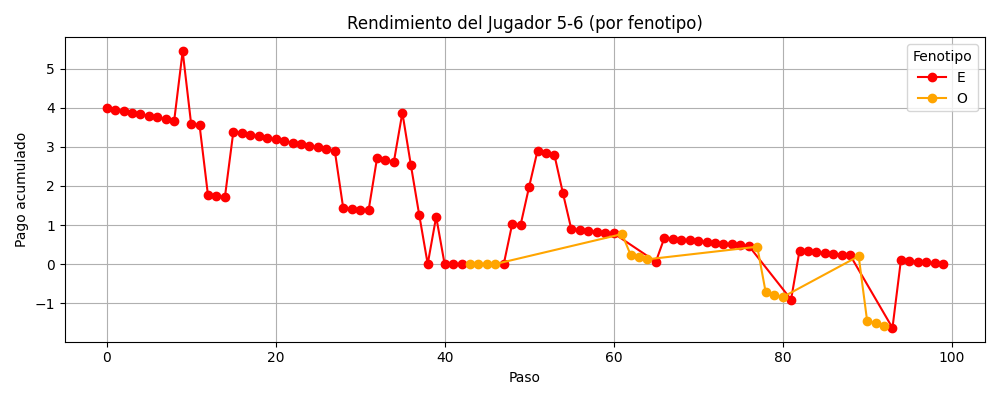 Rendimiento del Jugador 5-6 (por fenotipo)
Pago acumulado
5
4
3
2
1
0
−1
Fenotipo
E
O
0
20
40
60
80
100
Paso